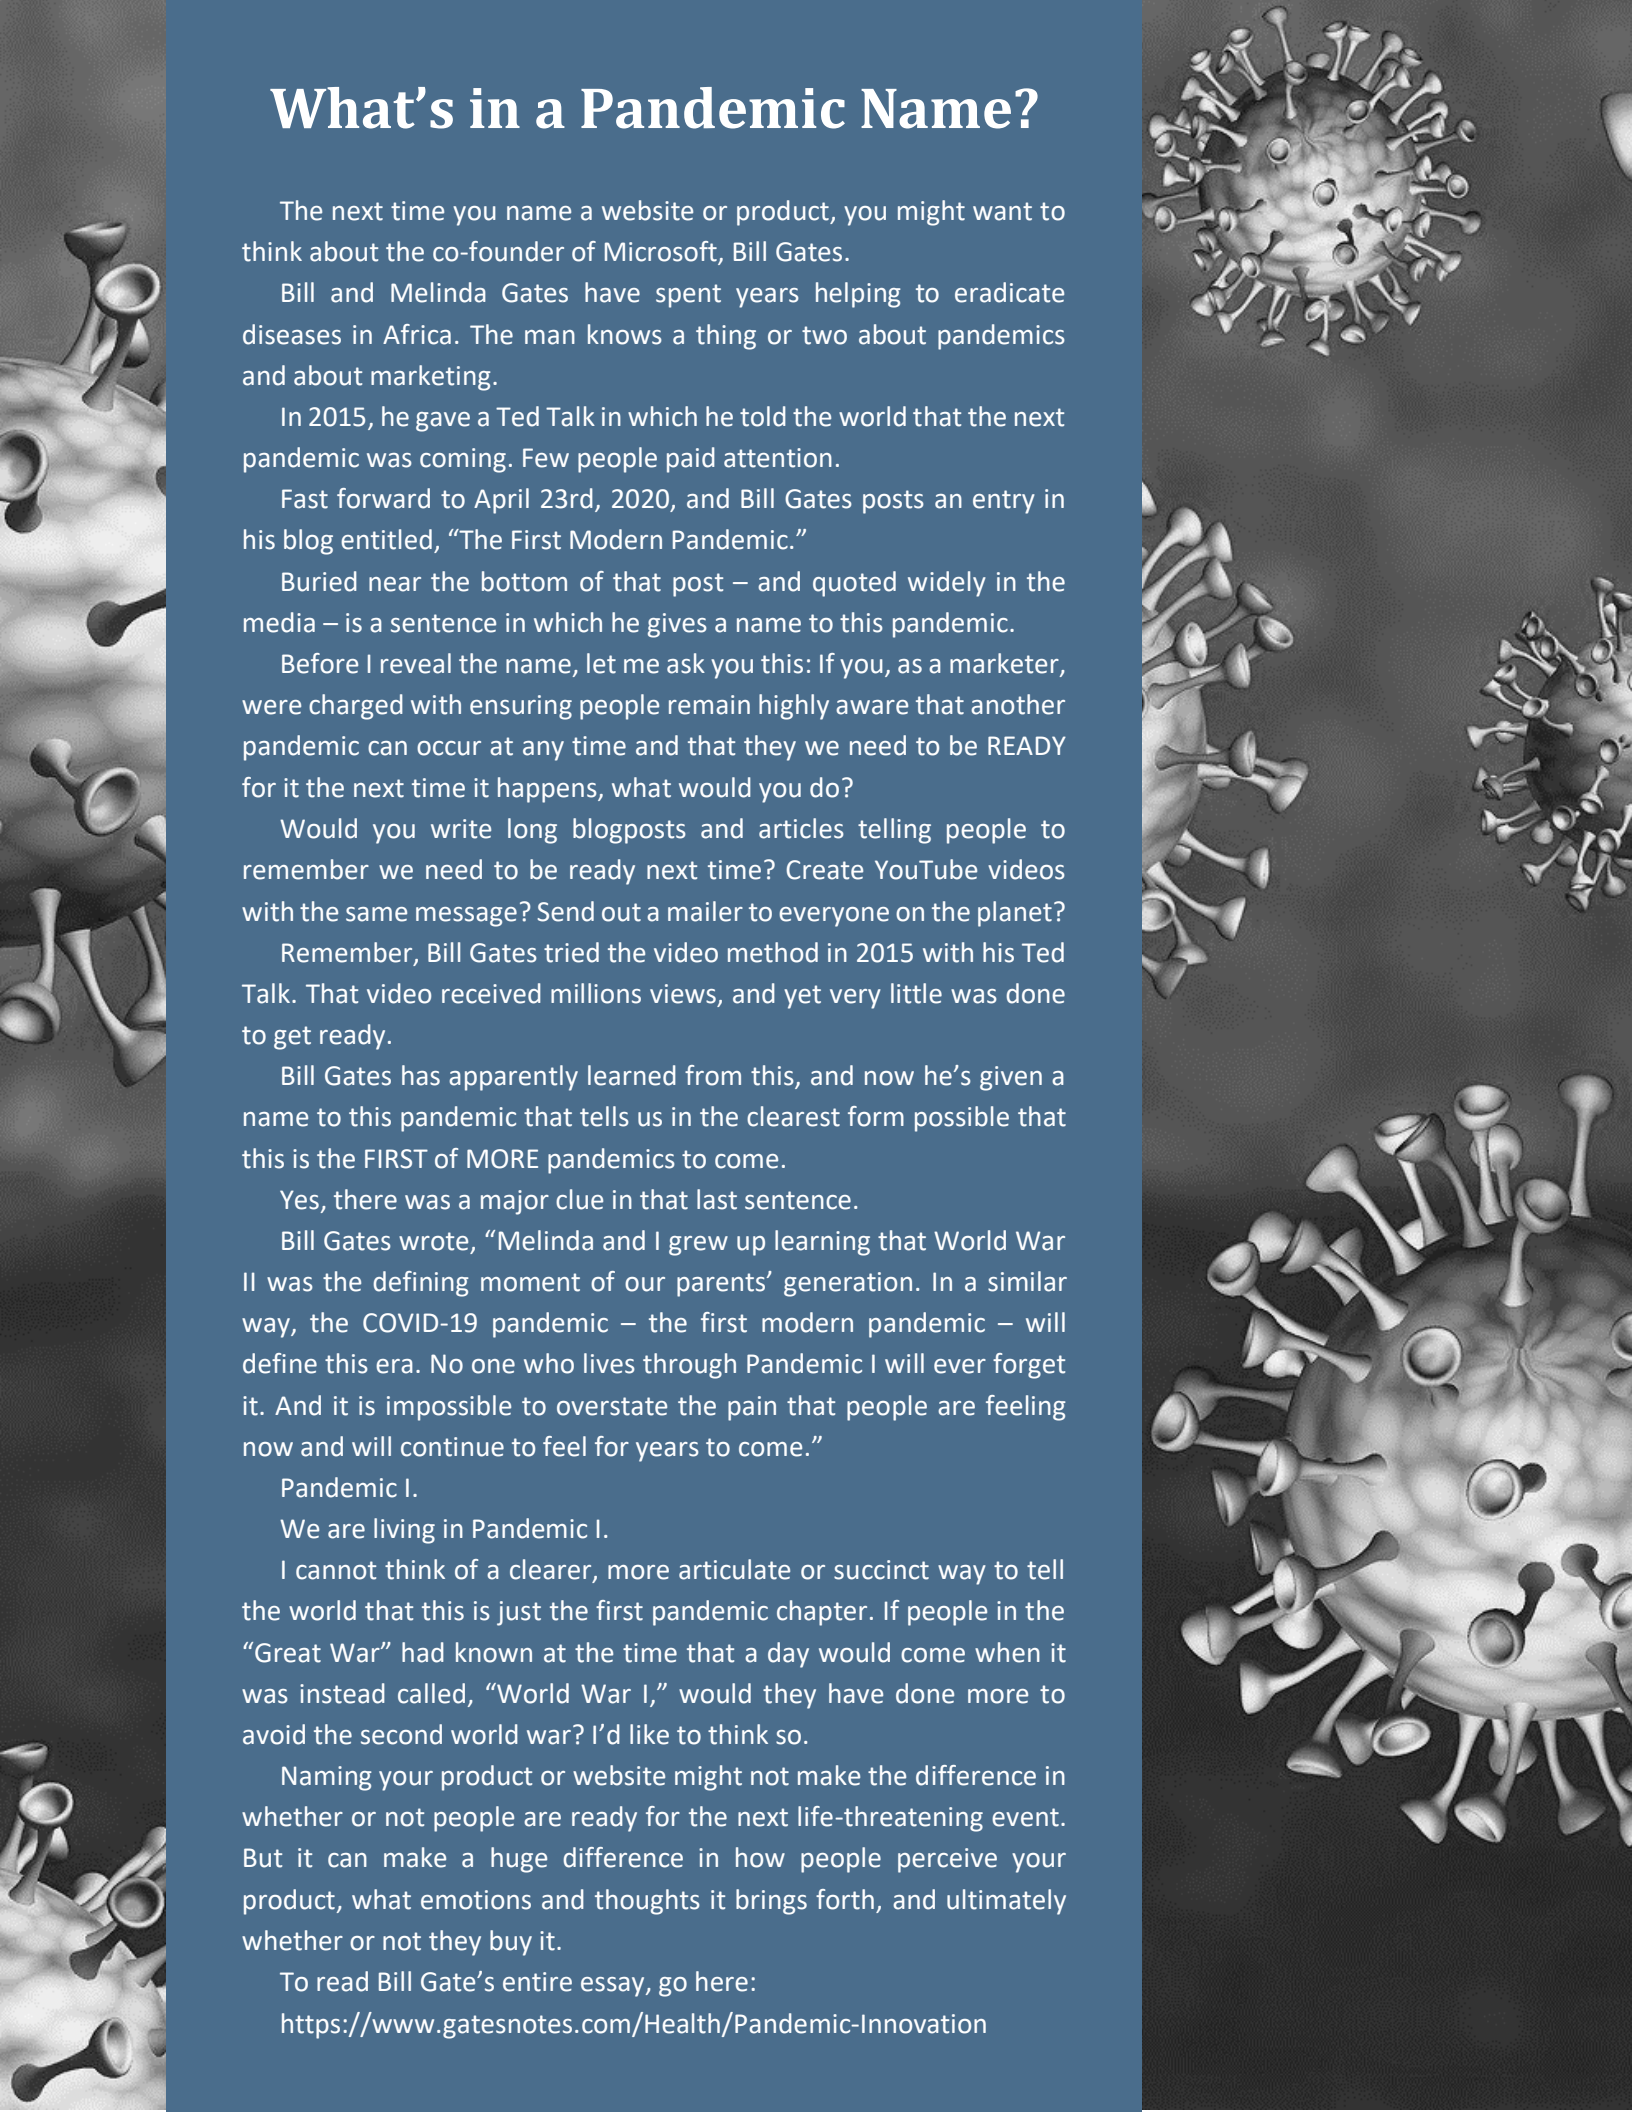 What’s in a Pandemic Name?
The next time you name a website or product, you might want to
think about the co-founder of Microsoft, Bill Gates.
Bill and Melinda Gates have spent years helping to eradicate
diseases in Africa. The man knows a thing or two about pandemics
and about marketing.
In 2015, he gave a Ted Talk in which he told the world that the next
pandemic was coming. Few people paid attention.
Fast forward to April 23rd, 2020, and Bill Gates posts an entry in
his blog entitled, “The First Modern Pandemic.”
Buried near the bottom of that post – and quoted widely in the
media – is a sentence in which he gives a name to this pandemic.
Before I reveal the name, let me ask you this: If you, as a marketer,
were charged with ensuring people remain highly aware that another
pandemic can occur at any time and that they we need to be READY
for it the next time it happens, what would you do?
Would you write long blogposts and articles telling people to
remember we need to be ready next time? Create YouTube videos
with the same message? Send out a mailer to everyone on the planet?
Remember, Bill Gates tried the video method in 2015 with his Ted
Talk. That video received millions views, and yet very little was done
to get ready.
Bill Gates has apparently learned from this, and now he’s given a
name to this pandemic that tells us in the clearest form possible that
this is the FIRST of MORE pandemics to come.
Yes, there was a major clue in that last sentence.
Bill Gates wrote, “Melinda and I grew up learning that World War
II was the defining moment of our parents’ generation. In a similar
way, the COVID-19 pandemic – the first modern pandemic – will
define this era. No one who lives through Pandemic I will ever forget
it. And it is impossible to overstate the pain that people are feeling
now and will continue to feel for years to come.”
Pandemic I.
We are living in Pandemic I.
I cannot think of a clearer, more articulate or succinct way to tell
the world that this is just the first pandemic chapter. If people in the
“Great War” had known at the time that a day would come when it
was instead called, “World War I,” would they have done more to
avoid the second world war? I’d like to think so.
Naming your product or website might not make the difference in
whether or not people are ready for the next life-threatening event.
But it can make a huge difference in how people perceive your
product, what emotions and thoughts it brings forth, and ultimately
whether or not they buy it.
To read Bill Gate’s entire essay, go here:
https://www.gatesnotes.com/Health/Pandemic-Innovation